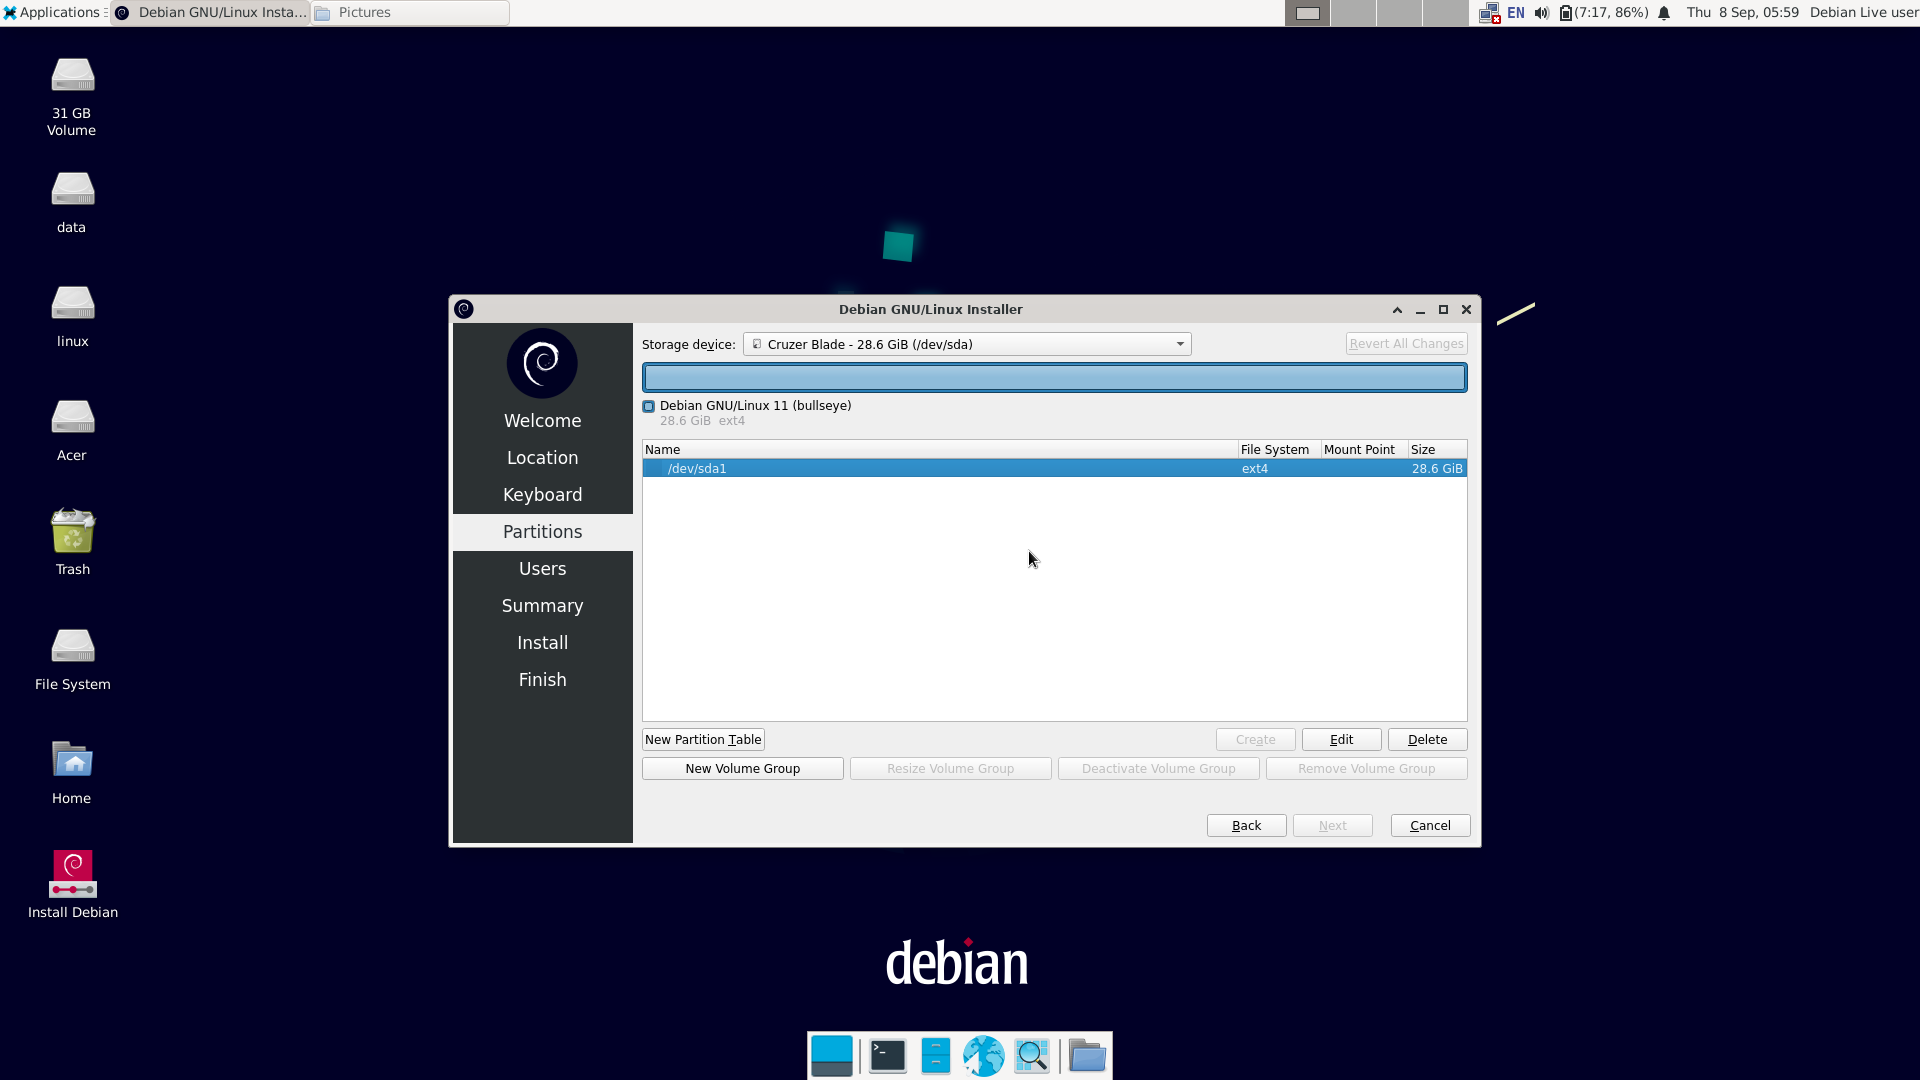 Applications
Debian GNU/Linux Insta...
Pictures
EN
(7:17, 86%)
Thu 8 Sep, 05:59
Debian Live user
31 GB
Volume
data
linux
Acer
Trash
File System
Home
Install Debian
Debian GNU/Linux Installer
Welcome
Location
Keyboard
Partitions
Users
Summary
Install
Finish
Storage device:
Cruzer Blade - 28.6 GiB (/dev/sda)
Revert All Changes
Debian GNU/Linux 11 (bullseye)
28.6 GiB ext4
Name File System Mount Point Size
/dev/sda1 ext4 28.6 GiB
New Partition Table
Create
Edit
Delete
New Volume Group
Resize Volume Group
Deactivate Volume Group
Remove Volume Group
Back
Next
Cancel
debian